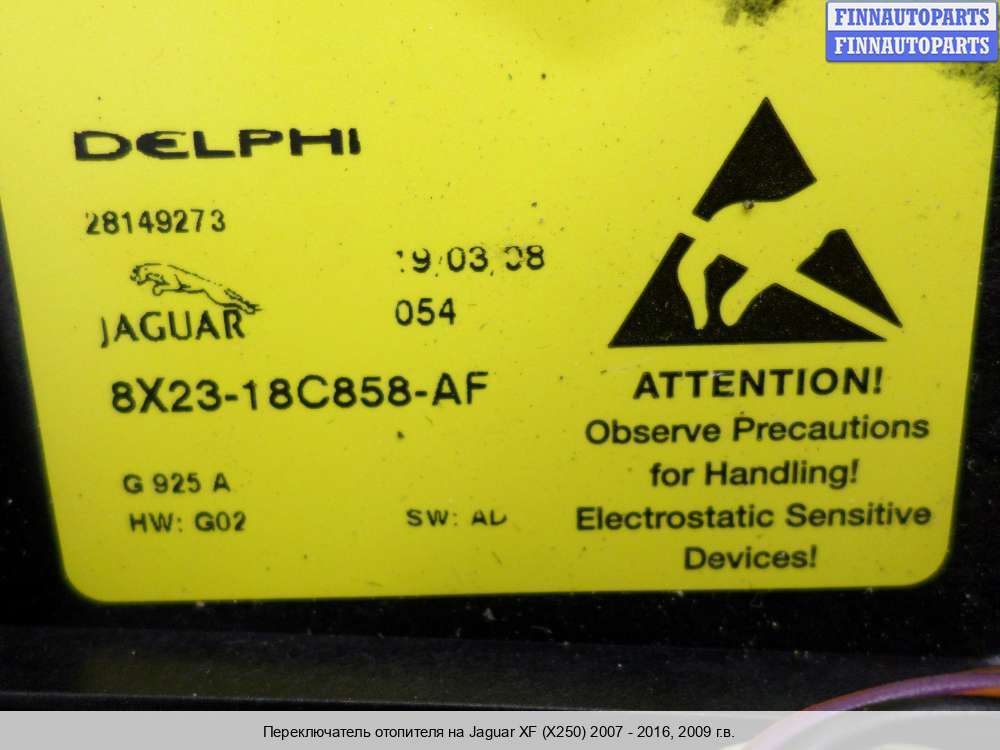 FINNAUTOPARTS
FINNAUTOPARTS
DELPHI
28149273
19/03/08
JAGUAR
054
8X23-18C858-AF
G 925 A
HW: G02
SW: AD
ATTENTION!
Observe Precautions
for Handling!
Electrostatic Sensitive
Devices!
Переключатель отопителя на Jaguar XF (X250) 2007 - 2016, 2009 г.в.